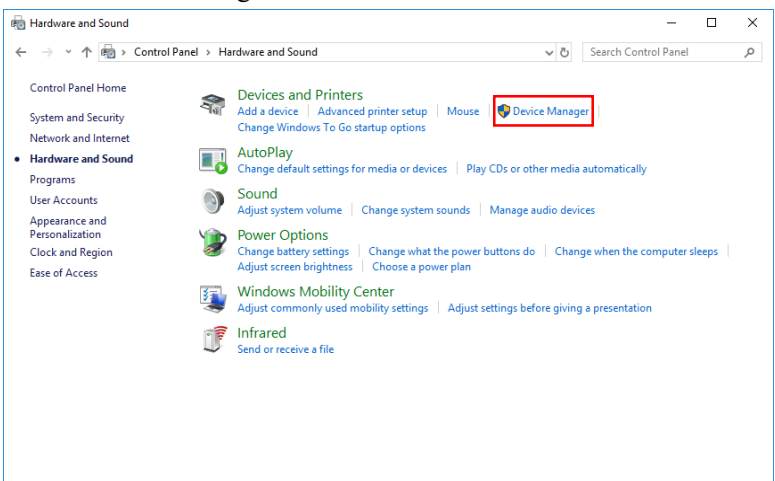 Hardware and Sound
Control Panel > Hardware and Sound
Search Control Panel
Control Panel Home
System and Security
Network and Internet
Hardware and Sound
Programs
User Accounts
Appearance and
Personalization
Clock and Region
Ease of Access
Devices and Printers
Add a device | Advanced printer setup | Mouse | Device Manager |
Change Windows To Go startup options
AutoPlay
Change default settings for media or devices | Play CDs or other media automatically
Sound
Adjust system volume | Change system sounds | Manage audio devices
Power Options
Change battery settings | Change what the power buttons do | Change when the computer sleeps |
Adjust screen brightness | Choose a power plan
Windows Mobility Center
Adjust commonly used mobility settings | Adjust settings before giving a presentation
Infrared
Send or receive a file